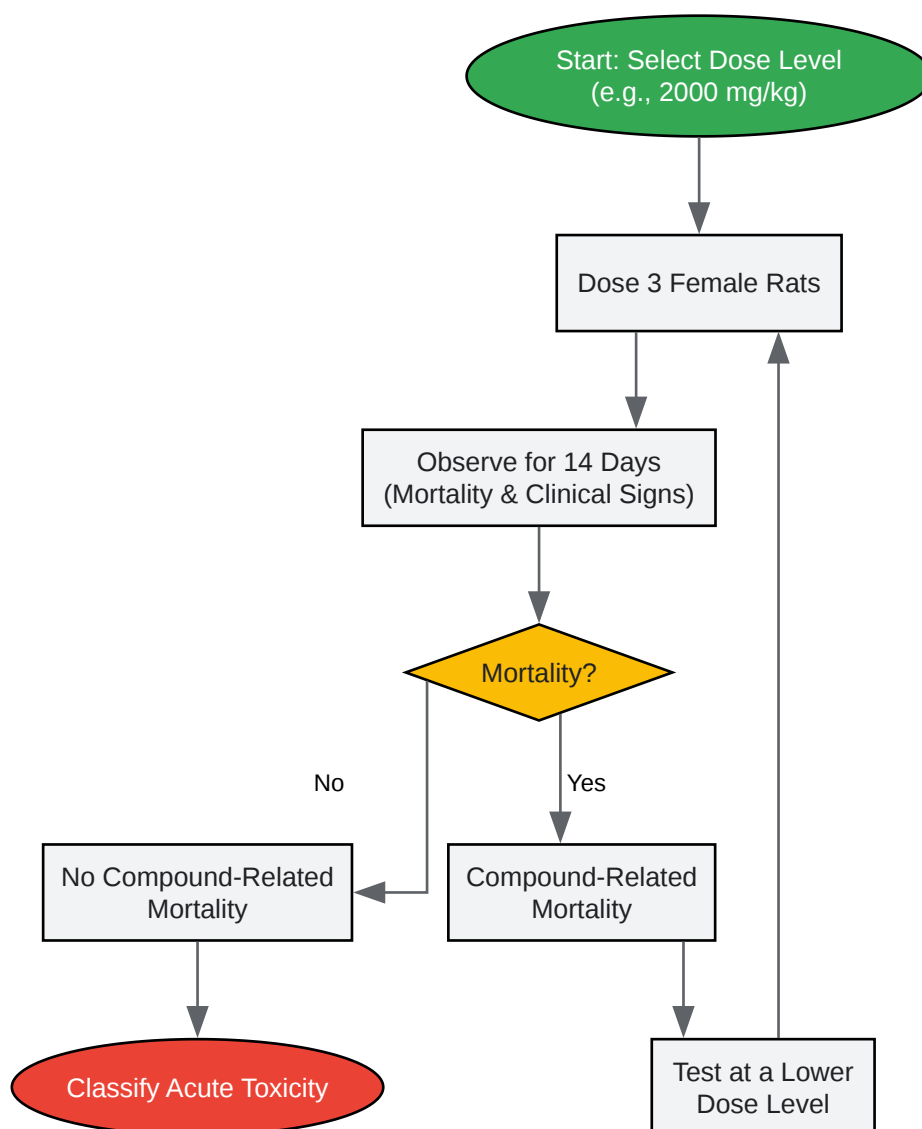 Start: Select Dose Level
(e.g., 2000 mg/kg)
Dose 3 Female Rats
Observe for 14 Days
(Mortality & Clinical Signs)
Mortality?
No
Yes
No Compound-Related
Mortality
Compound-Related
Mortality
Classify Acute Toxicity
Test at a Lower
Dose Level